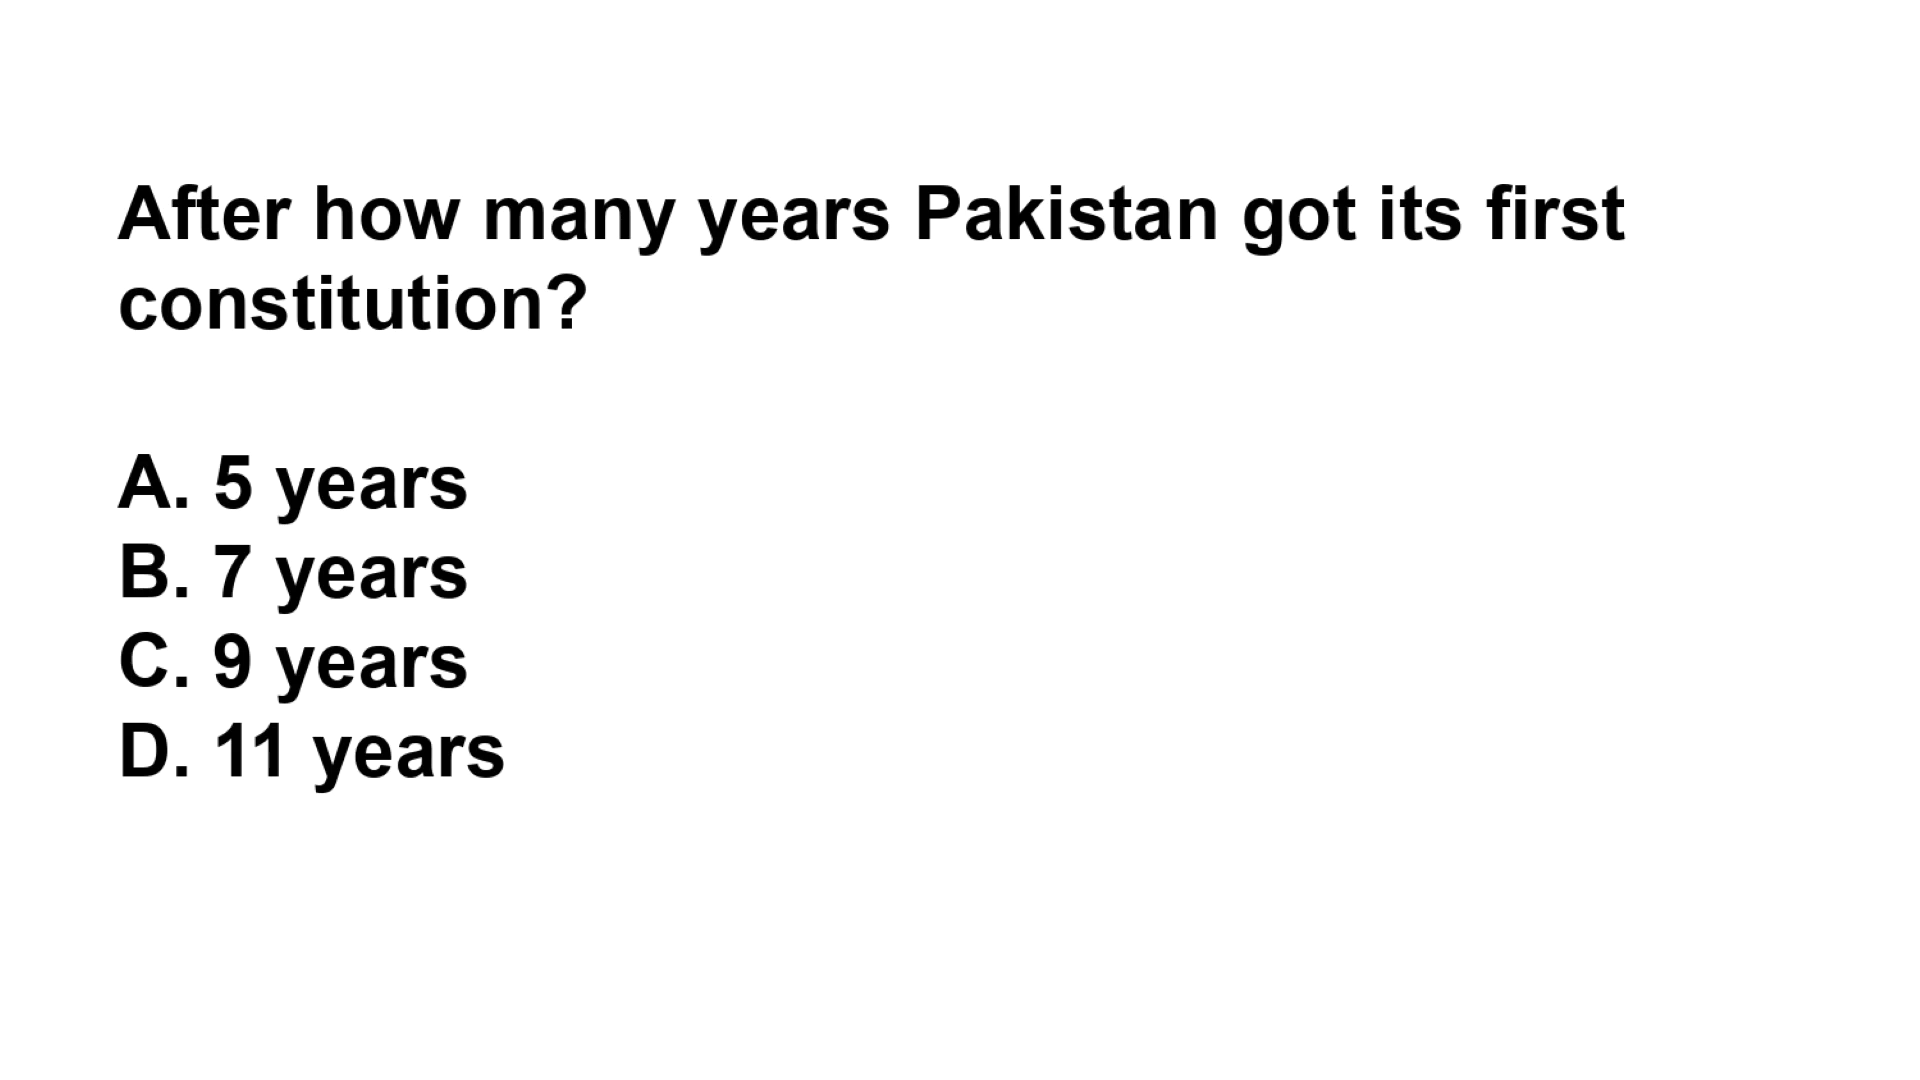 After how many years Pakistan got its first
constitution?
A. 5 years
B. 7 years
C. 9 years
D. 11 years